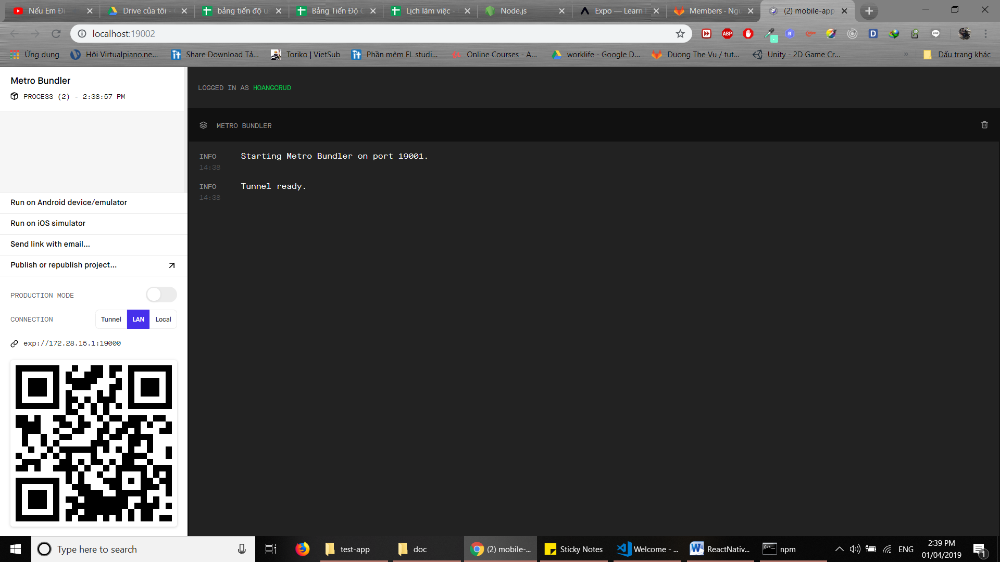 Nếu Em Đi
Drive của tôi -
bảng tiến độ u
Bảng Tiến Độ C
Lịch làm việc -
Node.js
Expo — Learn
Members · Ngu
(2) mobile-app
localhost:19002
ABP
Ứng dụng
Hội Virtualpiano.ne...
Share Download Tả...
Toriko | VietSub
Phần mêm FL studi...
Online Courses - A...
worklife - Google D...
Duong The Vu / tut...
Unity - 2D Game Cr...
»
Dấu trang khác
Metro Bundler
PROCESS (2) - 2:38:57 PM
LOGGED IN AS HOANGCRUD
METRO BUNDLER
INFO Starting Metro Bundler on port 19001.
14:38
INFO Tunnel ready.
14:38
Run on Android device/emulator
Run on iOS simulator
Send link with email...
Publish or republish project...
PRODUCTION MODE
CONNECTION Tunnel LAN Local
exp://172.28.15.1:19000
Type here to search
test-app
doc
(2) mobile-...
Sticky Notes
Welcome - ...
ReactNativ...
npm
ENG
2:39 PM
01/04/2019
1